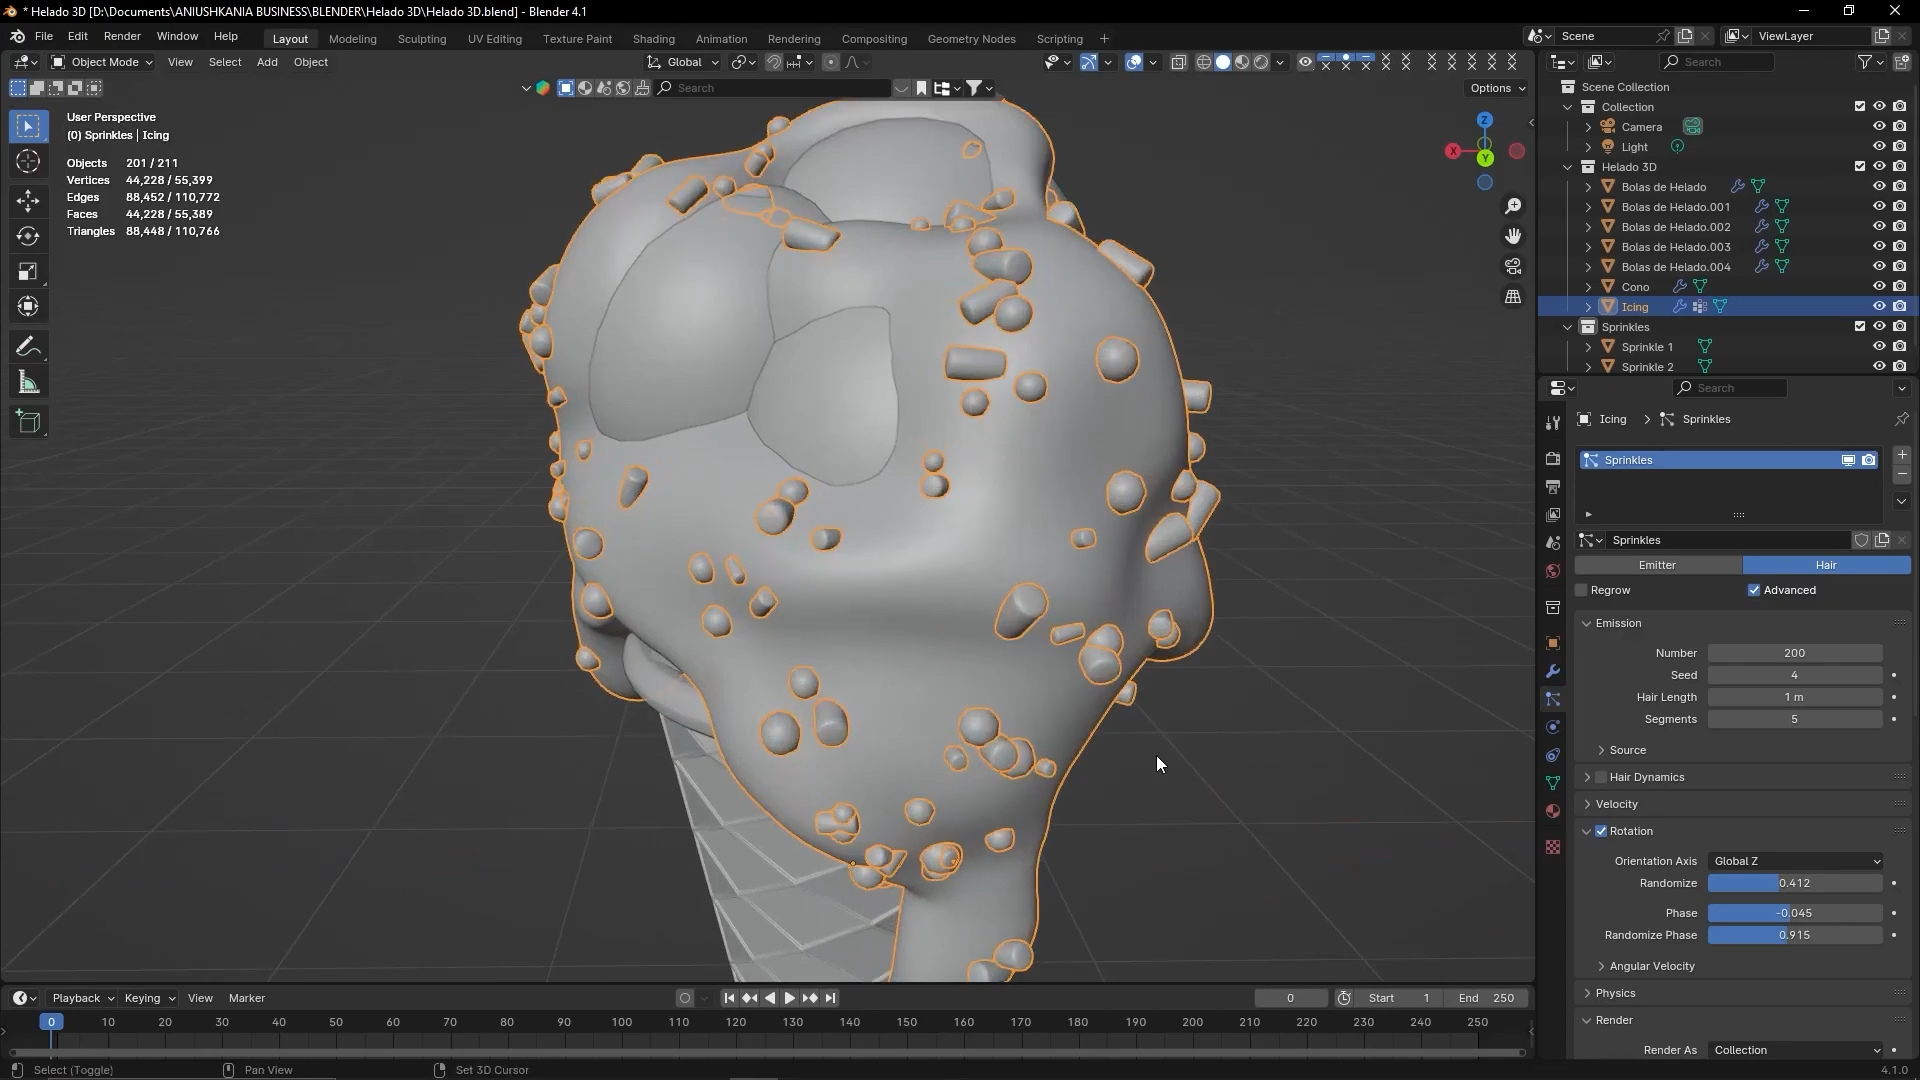 * Helado 3D [D:\Documents\ANIUSHKANIA BUSINESS\BLENDER\Helado 3D\Helado 3D.blend] - Blender 4.1
File Edit Render Window Help
Layout Modeling Sculpting UV Editing Texture Paint Shading Animation Rendering Compositing Geometry Nodes Scripting +
Scene ViewLayer
Object Mode View Select Add Object Global
Search
Options
User Perspective
(0) Sprinkles | Icing
Objects 201 / 211
Vertices 44,228 / 55,399
Edges 88,452 / 110,772
Faces 44,228 / 55,389
Triangles 88,448 / 110,766
Z
X
Y
Search
Scene Collection
Collection
Camera
Light
Helado 3D
Bolas de Helado
Bolas de Helado.001
Bolas de Helado.002
Bolas de Helado.003
Bolas de Helado.004
Cono
Icing
Sprinkles
Sprinkle 1
Sprinkle 2
Search
Icing > Sprinkles
Sprinkles
Sprinkles
Emitter Hair
Regrow Advanced
Emission
Number 200
Seed 4
Hair Length 1 m
Segments 5
Source
Hair Dynamics
Velocity
Rotation
Orientation Axis Global Z
Randomize 0.412
Phase -0.045
Randomize Phase 0.915
Angular Velocity
Physics
Render
Render As Collection
Playback Keying View Marker
0 Start 1 End 250
0 10 20 30 40 50 60 70 80 90 100 110 120 130 140 150 160 170 180 190 200 210 220 230 240 250
Select (Toggle) Pan View Set 3D Cursor
4.1.0